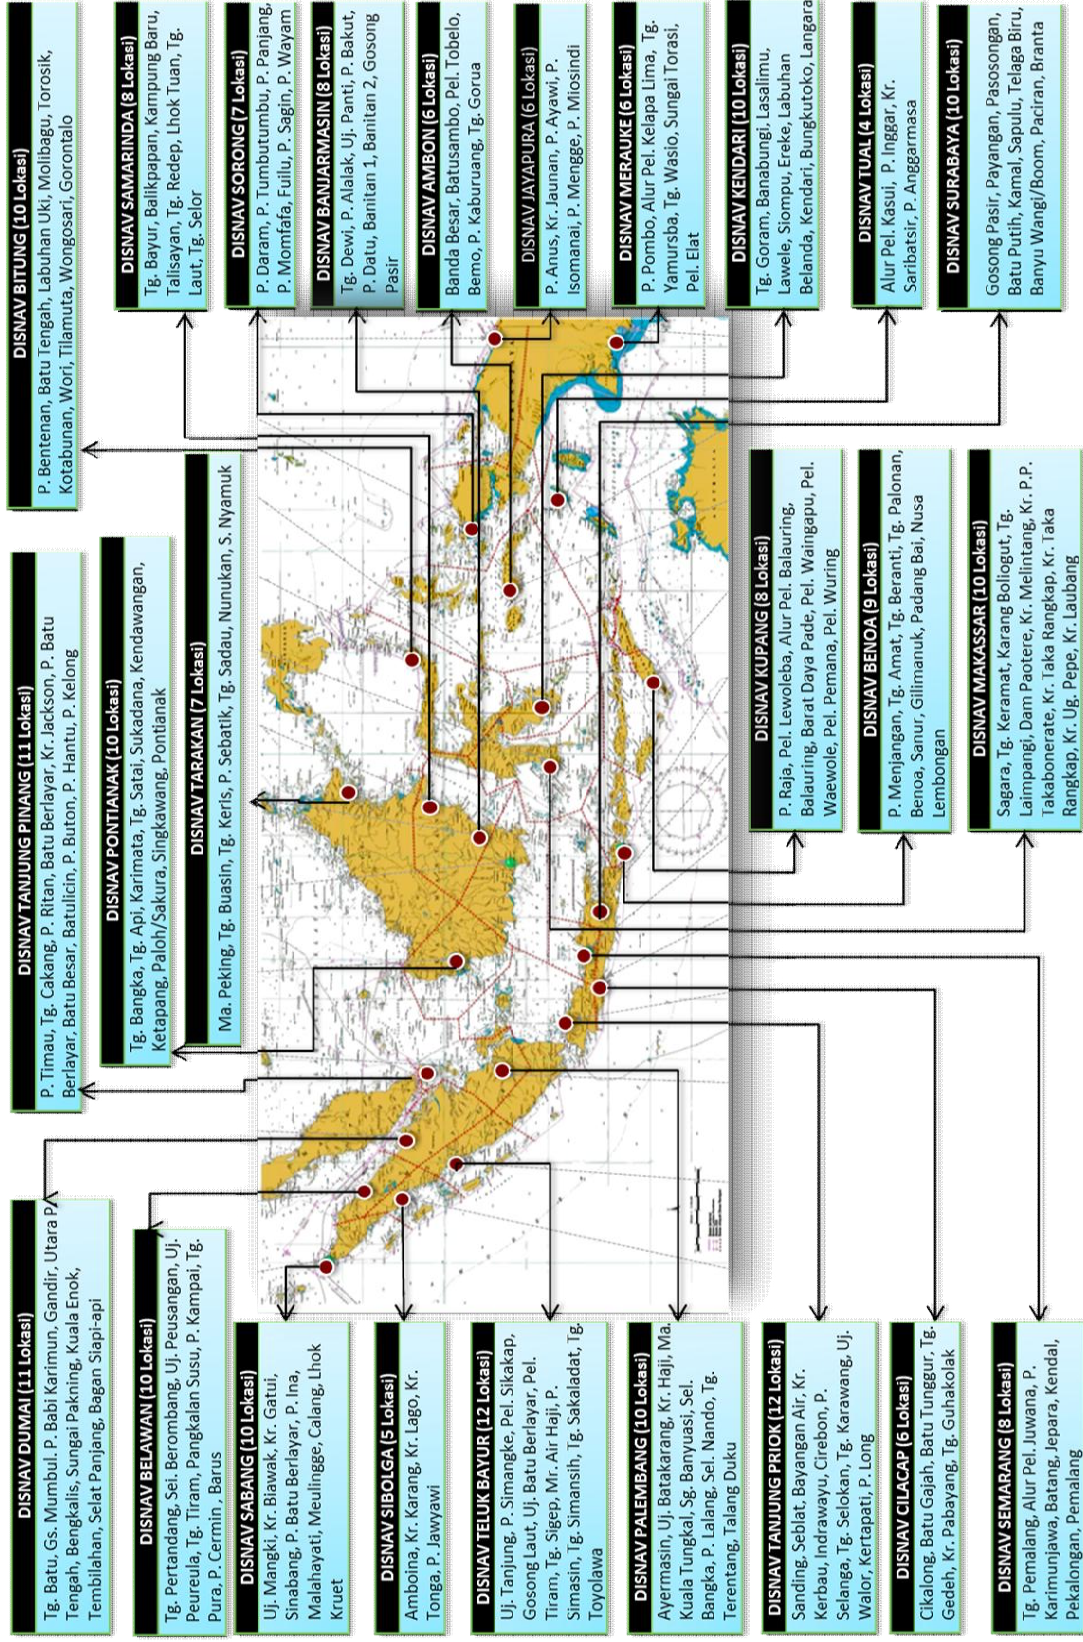 DISNAV DUMAI (11 Lokasi)
Tg. Batu, Gs. Mumbul. P. Babi Karimun, Gandir, Utara P.
Tengah, Bengkalis, Sungai Pakning, Kuala Enok,
Tembilahan, Selat Panjang, Bagan SIapi-api
DISNAV BELAWAN (10 Lokasi)
Tg. Pertandang, Sei. Berombang, Uj. Peusangan, Uj.
Peureula, Tg. Tiram, Pangkalan Susu, P. Kampai, Tg.
Pura, P. Cermin , Barus
DISNAV SABANG (10 Lokasi)
Uj. Mangki, Kr. Biawak, Kr. Gatui,
Sinabang, P. Batu Berlayar, P. Ina,
Malahayati, Meulingge, Calang, Lhok
Kruet
DISNAV SIBOLGA (5 Lokasi)
Amboina, Kr. Karang, Kr. Lago, Kr.
Tonga, P. Jawyawi
DISNAV TELUK BAYUR (12 Lokasi)
Uj. Tanjung, P. Simangke, Pel. Sikakap,
Gosong Laut, Uj. Batu Berlayar, Pel.
Tiram, Tg. Sigep, Mr. Air Haji, P.
Simasin, Tg. Simansih, Tg. Sakaladat, Tg.
Toyolawa
DISNAV PALEMBANG (10 Lokasi)
Ayermasin, Uj. Batakarang, Kr. Haji, Ma.
Kuala Tungkal, Sg. Banyuasi, Sel.
Bangka, P. Lalang, Sel. Nando, Tg.
Terentang, Talang Duku
DISNAV TANJUNG PRIOK (12 Lokasi)
Sanding, Seblat, Bayangan Air, Kr.
Kerbau, Indrawayu, Cirebon, P.
Selanga, Tg. Selokan, Tg. Karawang, Uj.
Walor, Kertapati, P. Long
DISNAV CILACAP (6 Lokasi)
Cikalong, Batu Gajah, Batu Tunggur, Tg.
Gedeh, Kr. Pabayang, Tg. Guhakolak
DISNAV SEMARANG (8 Lokasi)
Tg. Pemalang, Alur Pel. Juwana, P.
Karimunjawa, Batang, Jepara, Kendal,
Pekalongan, Pemalang
DISNAV TANJUNG PINANG (11 Lokasi)
P. Timau, Tg. Cakang, P. Ritan, Batu Berlayar, Kr. Jackson, P. Batu
Berlayar, Batu Besar, Batulicin, P. Buton, P. Hantu, P. Kelong
DISNAV PONTIANAK (10 Lokasi)
Tg. Bangka, Tg. Api, Karimata, Tg. Satai, Sukadana, Kendawangan,
Ketapang, Paloh/Sakura, Singkawang, Pontianak
DISNAV TARAKAN (7 Lokasi)
Ma. Peking, Tg. Buasin, Tg. Keris, P. Sebatik, Tg. Sadau, Nunukan, S. Nyamuk
DISNAV KUPANG (8 Lokasi)
P. Raja, Pel. Lewoleba, Alur Pel. Balauring,
Balauring, Barat Daya Pade, Pel. Waingapu, Pel.
Waewole, Pel. Pemana, Pel. Wuring
DISNAV BENOA (9 Lokasi)
P. Menjangan, Tg. Amat, Tg. Beranti, Tg. Palonan,
Benoa, Sanur, Gilimanuk, Padang Bai, Nusa
Lembongan
DISNAV MAKASSAR (10 Lokasi)
Sagara, Tg. Keramat, Karang Boliogut, Tg.
Laimpangi, Dam Paotere, Kr. Melintang, Kr. P.P.
Takabonerate, Kr. Taka Rangkap, Kr. Taka
Rangkap, Kr. Ug. Pepe, Kr. Laubang
DISNAV BITUNG (10 Lokasi)
P. Bentenan, Batu Tengah, Labuhan Uki, Molibagu, Torosik,
Kotabunan, Wori, Tilamuta, Wongosari, Gorontalo
DISNAV SAMARINDA (8 Lokasi)
Tg. Bayur, Balikpapan, Kampung Baru,
Talisayan, Tg. Redep, Lhok Tuan, Tg.
Laut, Tg. Selor
DISNAV SORONG (7 Lokasi)
P. Daram, P. Tumbutumbu, P. Panjang,
P. Momfafa, Fuilu, P. Sagin, P. Wayam
DISNAV BANJARMASIN (8 Lokasi)
Tg. Dewi, P. Alalak, Uj. Panti, P. Bakut,
P. Datu, Banitan 1, Banitan 2, Gosong
Pasir
DISNAV AMBON (6 Lokasi)
Banda Besar, Batusambo, Pel. Tobelo,
Bemo, P. Kaburuang, Tg. Gorua
DISNAV JAYAPURA (6 Lokasi)
P. Anus, Kr. Jaunan, P. Ayawi, P.
Isomanai, P. Mengge, P. Miosindi
DISNAV MERAUKE (6 Lokasi)
P. Pombo, Alur Pel. Kelapa Lima, Tg.
Yamursba, Tg. Wasio, Sungai Torasi,
Pel. Elat
DISNAV KENDARI (10 Lokasi)
Tg. Goram, Banabungi, Lasalimu,
Lawele, Siompu, Ereke, Labuhan
Belanda, Kendari, Bungkutoko, Langara
DISNAV TUAL (4 Lokasi)
Alur Pel. Kasui, P. Inggar, Kr.
Saribatsir, P. Anggarmasa
DISNAV SURABAYA (10 Lokasi)
Gosong Pasir, Payangan, Pasosongan,
Batu Putih, Kamal, Sapulu, Telaga Biru,
Banyu Wangi/Boom, Paciran, Branta